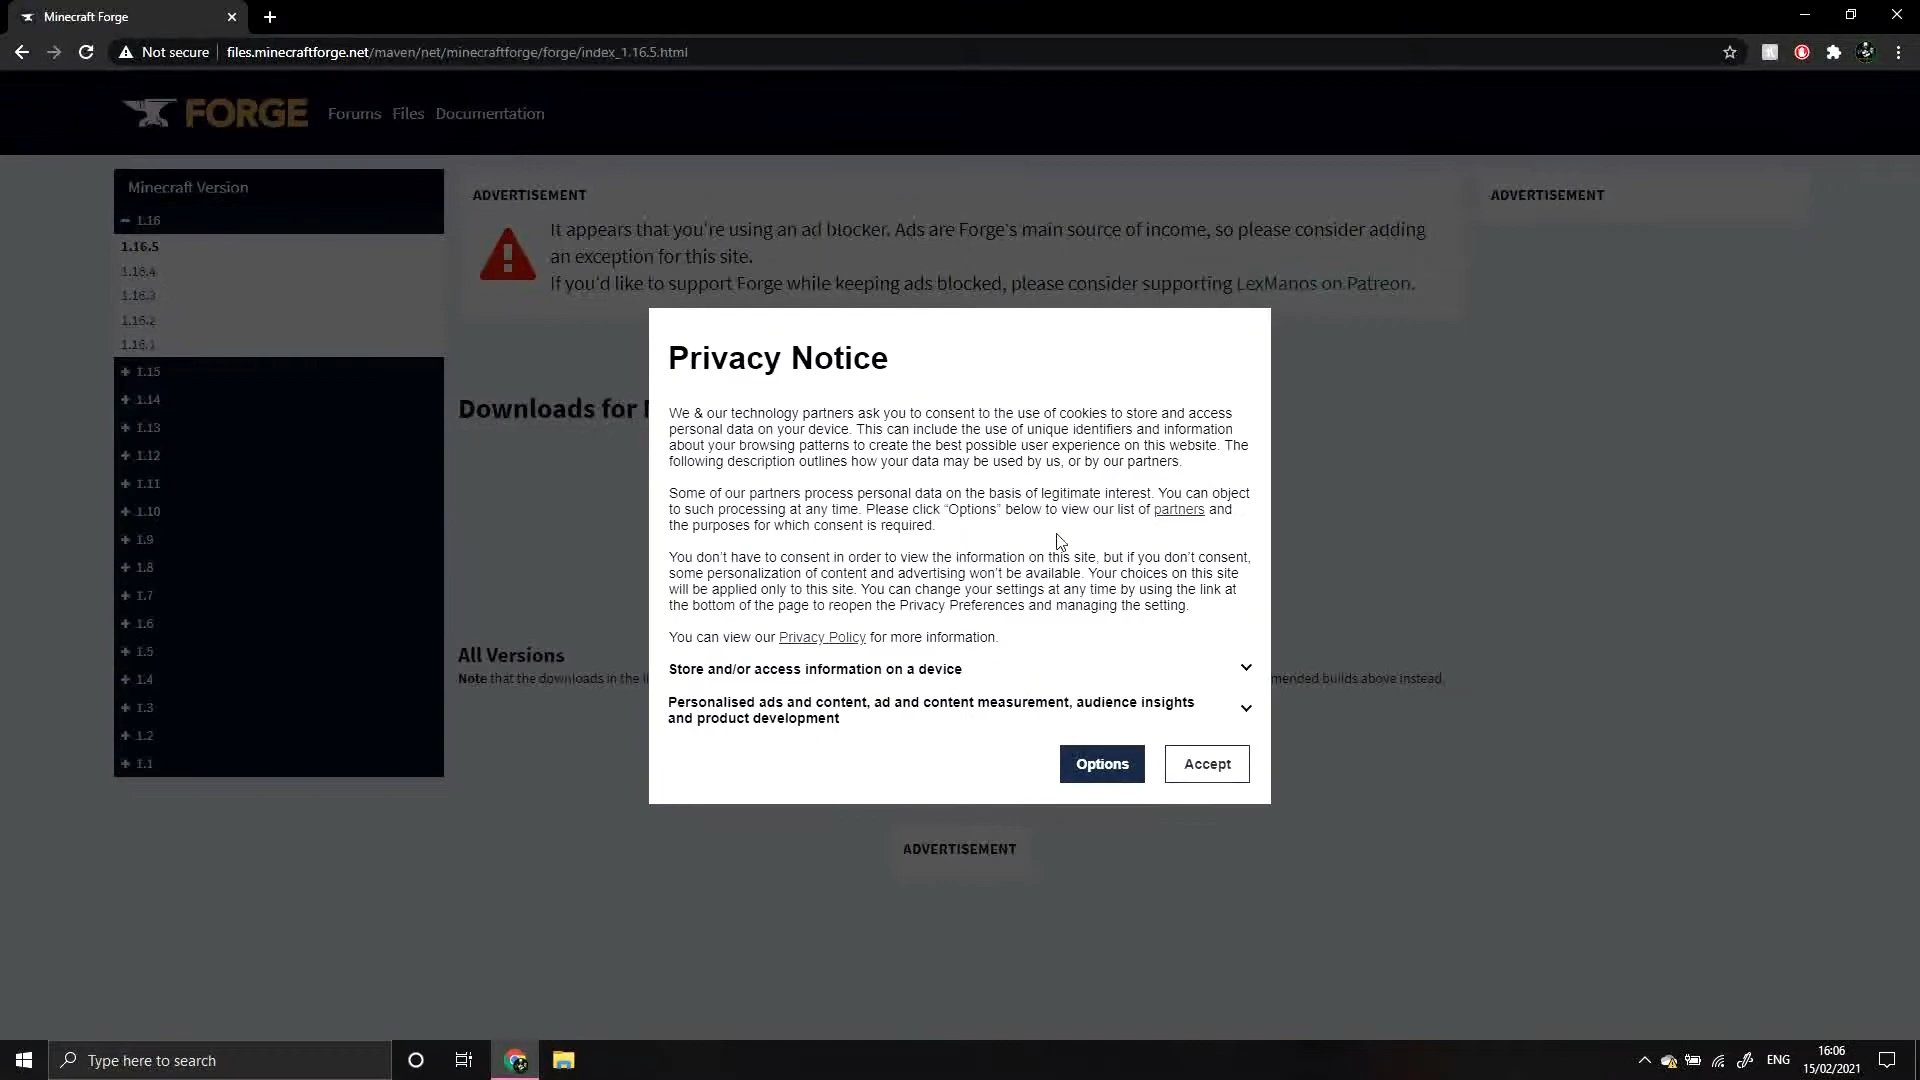 Minecraft Forge
Not secure
files.minecraftforge.net/maven/net/minecraftforge/forge/index_1.16.5.html
FORGE
Forums Files Documentation
Minecraft Version
1.16
1.16.5
1.16.4
1.16.3
1.16.2
1.16.1
1.15
1.14
1.13
1.12
1.11
1.10
1.9
1.8
1.7
1.6
1.5
1.4
1.3
1.2
1.1
ADVERTISEMENT
It appears that you're using an ad blocker. Ads are Forge's main source of income, so please consider adding
an exception for this site.
If you'd like to support Forge while keeping ads blocked, please consider supporting LexManos on Patreon.
ADVERTISEMENT
Downloads for
All Versions
Note that the downloads in the
mended builds above instead.
Privacy Notice
We & our technology partners ask you to consent to the use of cookies to store and access
personal data on your device. This can include the use of unique identifiers and information
about your browsing patterns to create the best possible user experience on this website. The
following description outlines how your data may be used by us, or by our partners.
Some of our partners process personal data on the basis of legitimate interest. You can object
to such processing at any time. Please click “Options” below to view our list of partners and
the purposes for which consent is required.
You don’t have to consent in order to view the information on this site, but if you don’t consent,
some personalization of content and advertising won’t be available. Your choices on this site
will be applied only to this site. You can change your settings at any time by using the link at
the bottom of the page to reopen the Privacy Preferences and managing the setting.
You can view our Privacy Policy for more information.
Store and/or access information on a device
Personalised ads and content, ad and content measurement, audience insights
and product development
Options
Accept
ADVERTISEMENT
Type here to search
ENG
16:06
15/02/2021